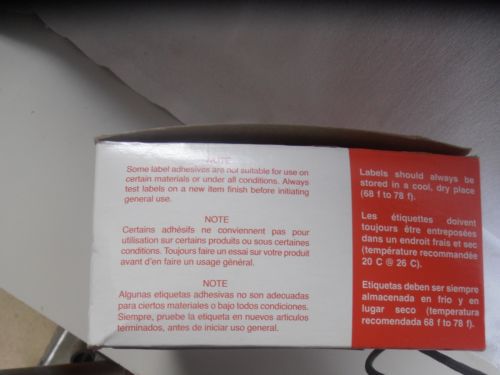 NOTE
Some label adhesives are not suitable for use on
certain materials or under all conditions. Always
test labels on a new item finish before initiating
general use.
NOTE
Certains adhésifs ne conviennent pas pour
utilisation sur certains produits ou sous certaines
conditions. Toujours faire un essai sur votre produit
avant d'en faire un usage général.
NOTE
Algunas etiquetas adhesivas no son adecuadas
para ciertos materiales o bajo todos condiciones.
Siempre, pruebe la etiqueta en nuevos articulos
terminados, antes de iniciar uso general.
Labels should always be
stored in a cool, dry place
(68 f to 78 f).
Les étiquettes doivent
toujours être entreposées
dans un endroit frais et sec
(température recommandée
20 C @ 26 C).
Etiquetas deben ser siempre
almacenada en frio y en
lugar seco (temperatura
recomendada 68 f to 78 f).